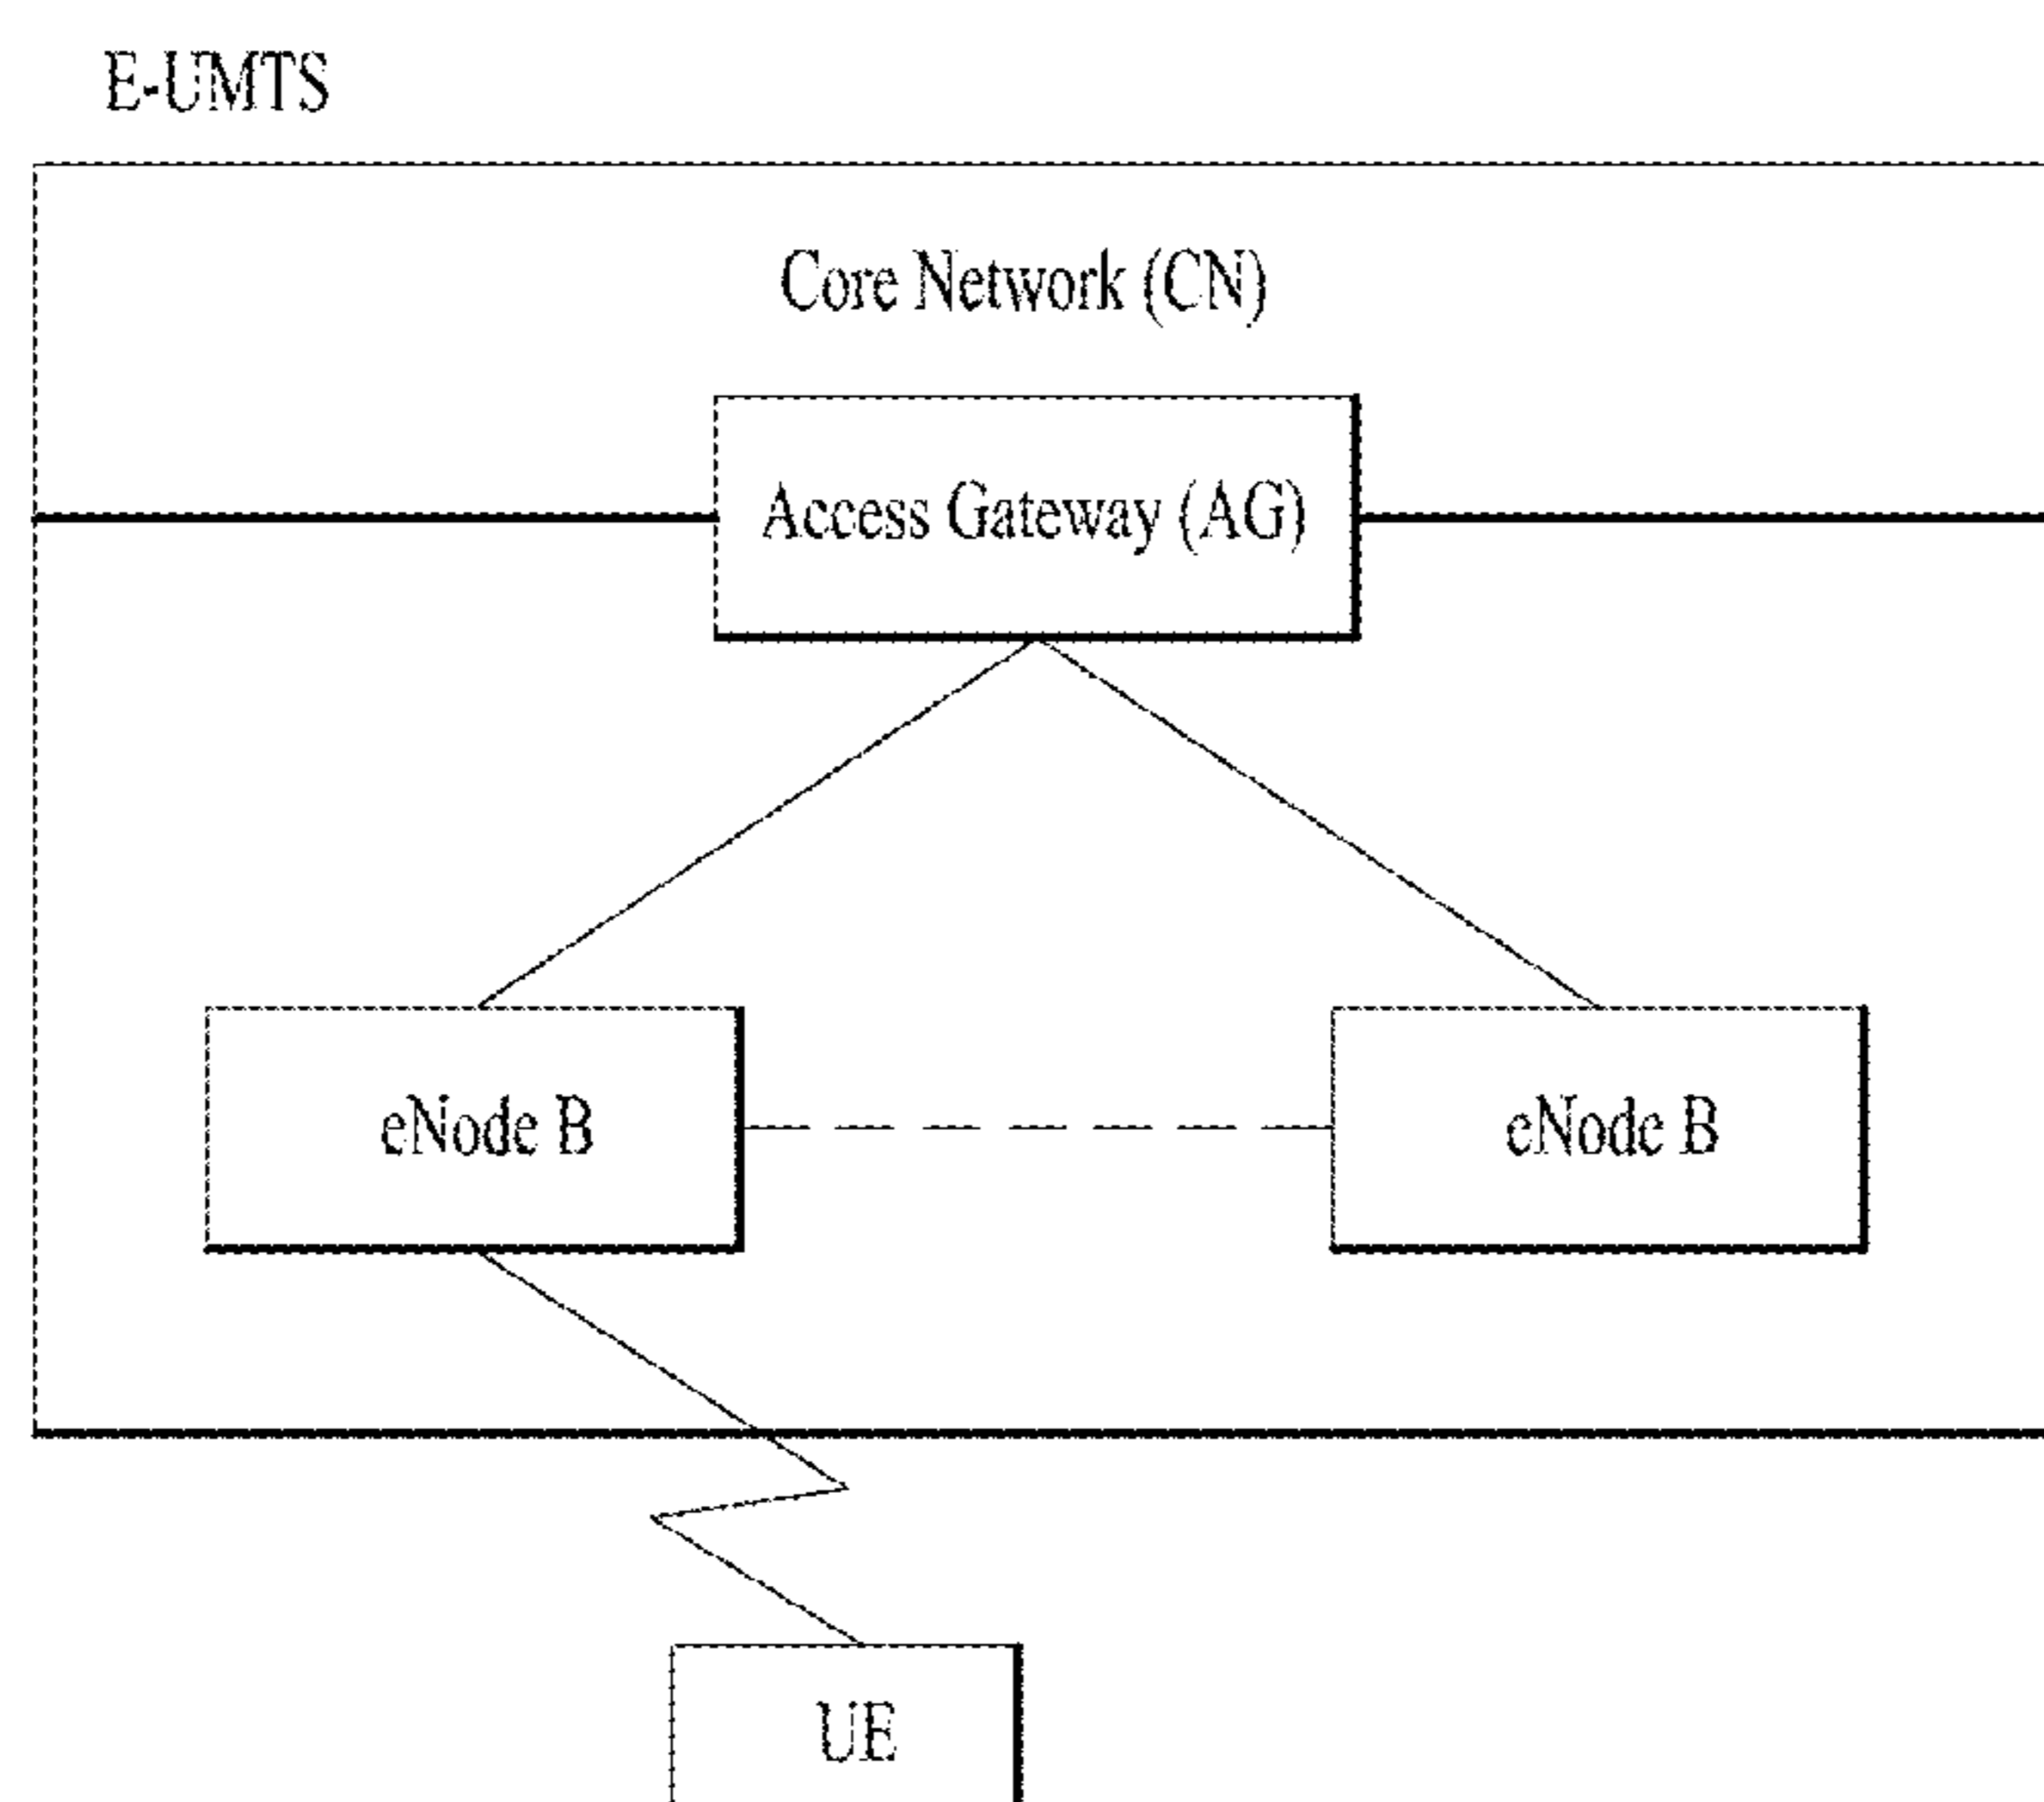 E-UMTS
Core Network (CN)
Access Gateway (AG)
eNode B
eNode B
UE